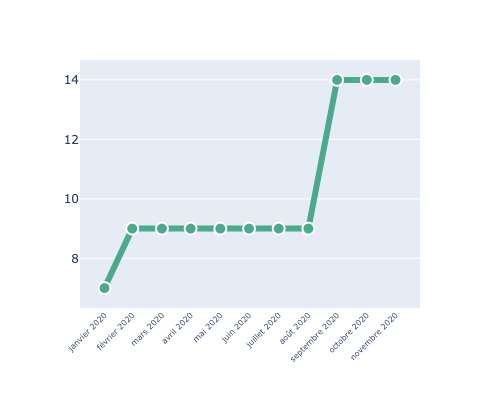 14
12
10
8
janvier 2020
février 2020
mars 2020
avril 2020
mai 2020
juin 2020
juillet 2020
août 2020
septembre 2020
octobre 2020
novembre 2020